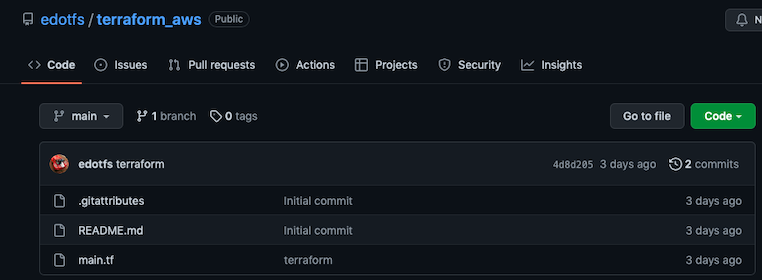 edotfs / terraform_aws Public
N
Code Issues Pull requests Actions Projects Security Insights
main 1 branch 0 tags Go to file Code
edotfs terraform 4d8d205 3 days ago 2 commits
.gitattributes Initial commit 3 days ago
README.md Initial commit 3 days ago
main.tf terraform 3 days ago